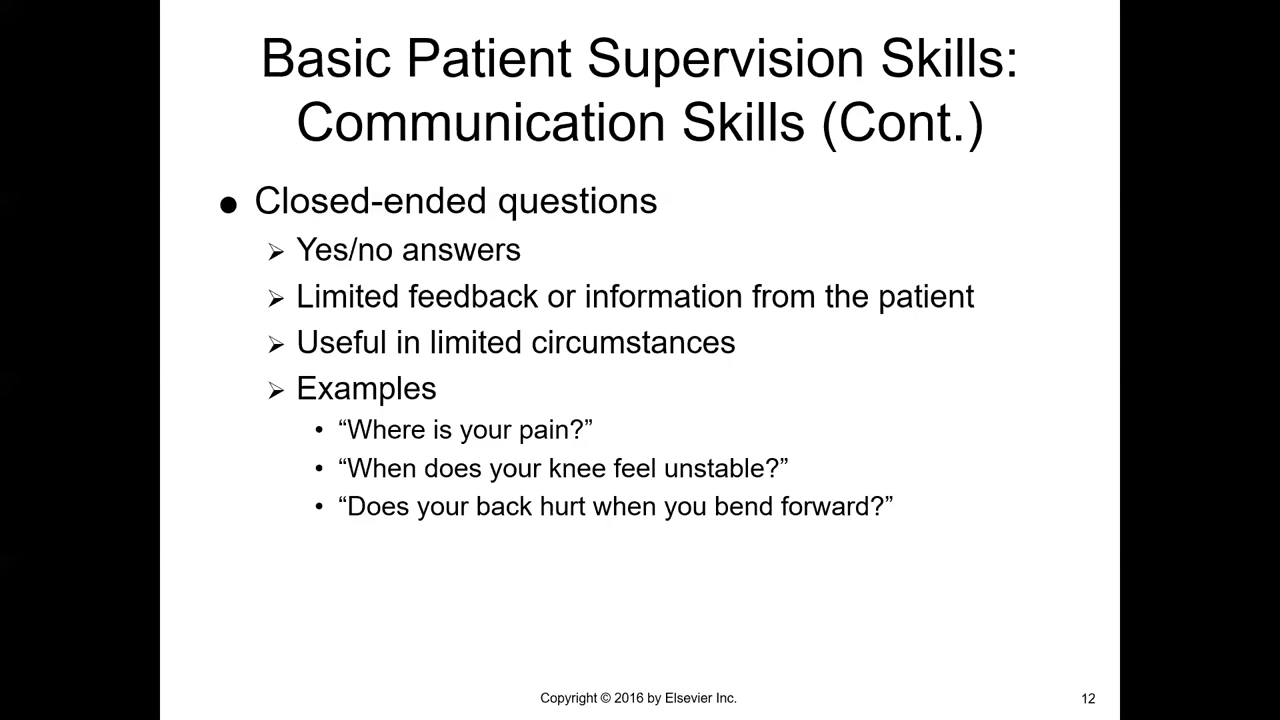 Basic Patient Supervision Skills:
Communication Skills (Cont.)
● Closed-ended questions
➢ Yes/no answers
➢ Limited feedback or information from the patient
➢ Useful in limited circumstances
➢ Examples
• “Where is your pain?”
• “When does your knee feel unstable?”
• “Does your back hurt when you bend forward?”
Copyright © 2016 by Elsevier Inc.
12